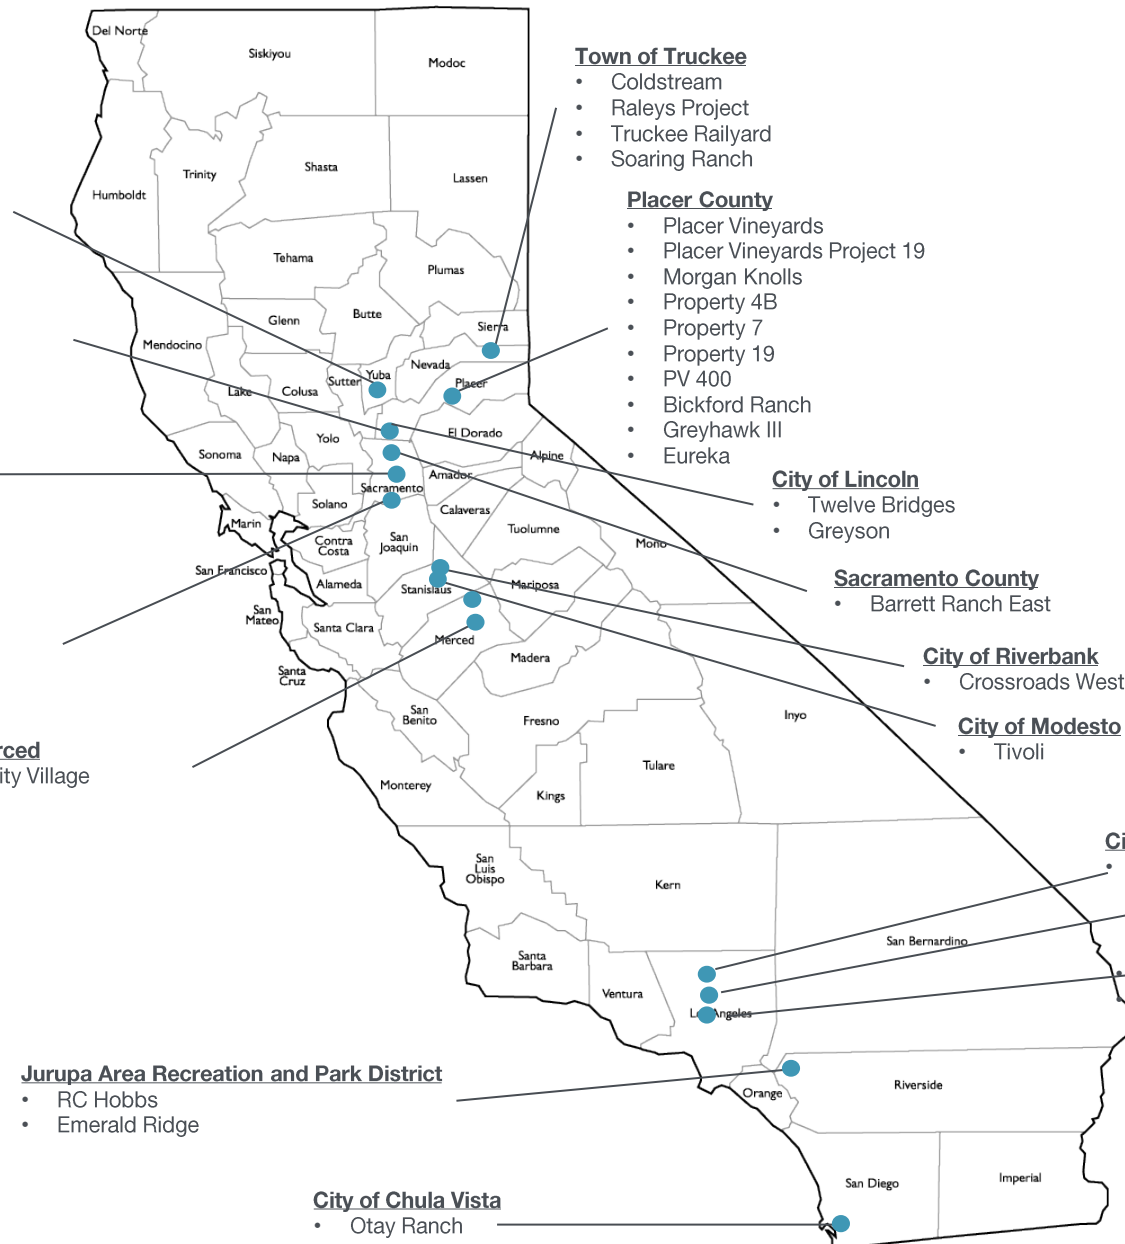 Del Norte
Siskiyou
Modoc
Humboldt
Trinity
Shasta
Lassen
Tehama
Plumas
Mendocino
Glenn
Butte
Sierra
Nevada
Yuba
Sutter
Placer
Lake
Colusa
El Dorado
Yolo
Sonoma
Napa
Alpine
Amador
Sacramento
Solano
Calaveras
Marin
Tuolumne
Contra
Costa
San
Joaquin
Mono
San Francisco
Alameda
Stanislaus
Mariposa
San
Mateo
Santa Clara
Merced
Madera
Santa
Cruz
San
Benito
Fresno
Inyo
Monterey
Kings
Tulare
San
Luis
Obispo
Kern
San Bernardino
Santa
Barbara
Ventura
Los Angeles
Orange
Riverside
San Diego
Imperial
Town of Truckee
• Coldstream
• Raleys Project
• Truckee Railyard
• Soaring Ranch
Placer County
• Placer Vineyards
• Placer Vineyards Project 19
• Morgan Knolls
• Property 4B
• Property 7
• Property 19
• PV 400
• Bickford Ranch
• Greyhawk III
• Eureka
City of Lincoln
• Twelve Bridges
• Greyson
Sacramento County
• Barrett Ranch East
City of Riverbank
• Crossroads West
City of Modesto
• Tivoli
rced
ity Village
Ci
•
•
•
Jurupa Area Recreation and Park District
• RC Hobbs
• Emerald Ridge
City of Chula Vista
• Otay Ranch